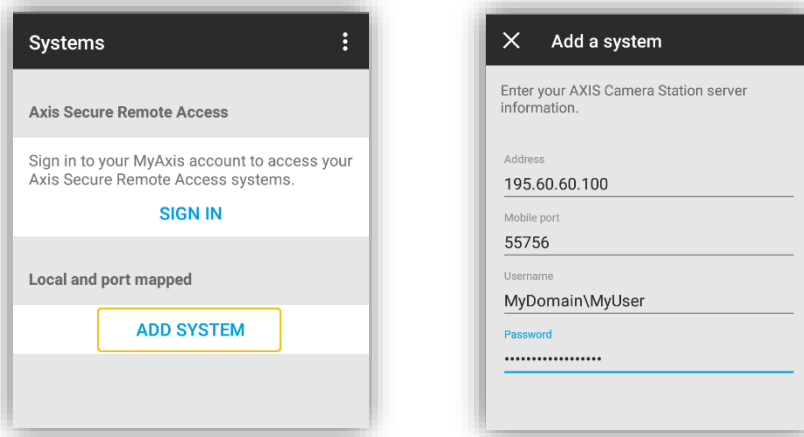 Systems
Axis Secure Remote Access
Sign in to your MyAxis account to access your
Axis Secure Remote Access systems.
SIGN IN
Local and port mapped
ADD SYSTEM
Add a system
Enter your AXIS Camera Station server
information.
Address
195.60.60.100
Mobile port
55756
Username
MyDomain\MyUser
Password
••••••••••••••••••